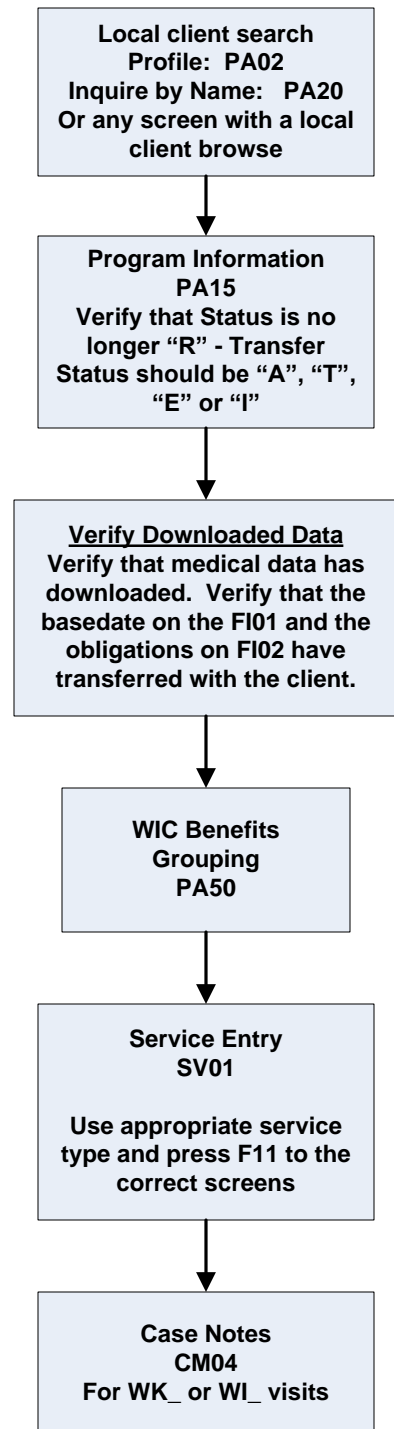 Local client search
Profile:  PA02
Inquire by Name:   PA20
Or any screen with a local
client browse
Program Information
PA15
Verify that Status is no
longer “R” - Transfer
Status should be “A”, “T”,
“E” or “I”
Verify Downloaded Data
Verify that medical data has
downloaded.  Verify that the
basedate on the FI01 and the
obligations on FI02 have
transferred with the client.
WIC Benefits
Grouping
PA50
Service Entry
SV01
Use appropriate service
type and press F11 to the
correct screens
Case Notes
CM04
For WK_ or WI_ visits